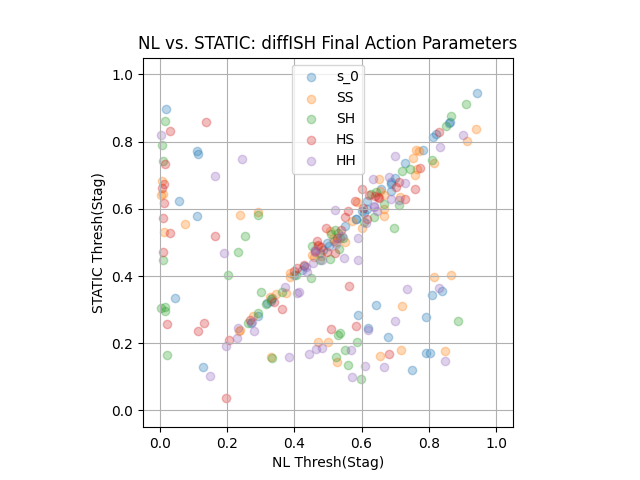 NL vs. STATIC: diffISH Final Action Parameters
1.0
0.8
0.6
0.4
0.2
0.0
STATIC Thresh(Stag)
s_0
SS
SH
HS
HH
0.0 0.2 0.4 0.6 0.8 1.0
NL Thresh(Stag)